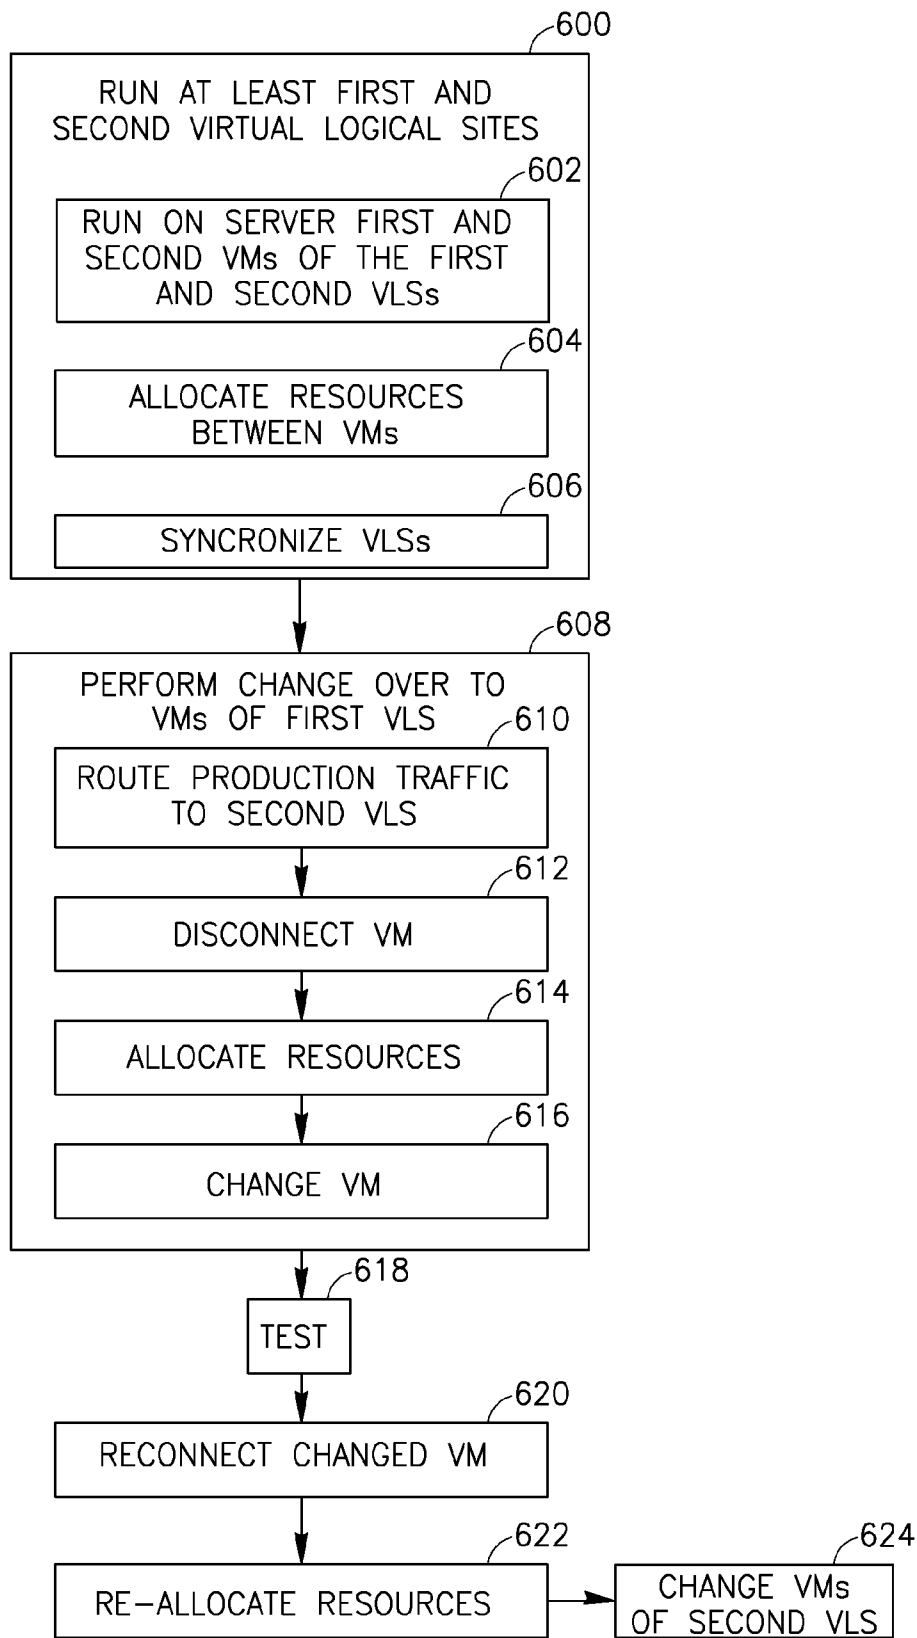 600
RUN AT LEAST FIRST AND
SECOND VIRTUAL LOGICAL SITES
602
RUN ON SERVER FIRST AND
SECOND VMs OF THE FIRST
AND SECOND VLSs
604
ALLOCATE RESOURCES
BETWEEN VMs
606
SYNCRONIZE VLSs
608
PERFORM CHANGE OVER TO
VMs OF FIRST VLS
610
ROUTE PRODUCTION TRAFFIC
TO SECOND VLS
612
DISCONNECT VM
614
ALLOCATE RESOURCES
616
CHANGE VM
618
TEST
620
RECONNECT CHANGED VM
622
RE-ALLOCATE RESOURCES
624
CHANGE VMs
OF SECOND VLS